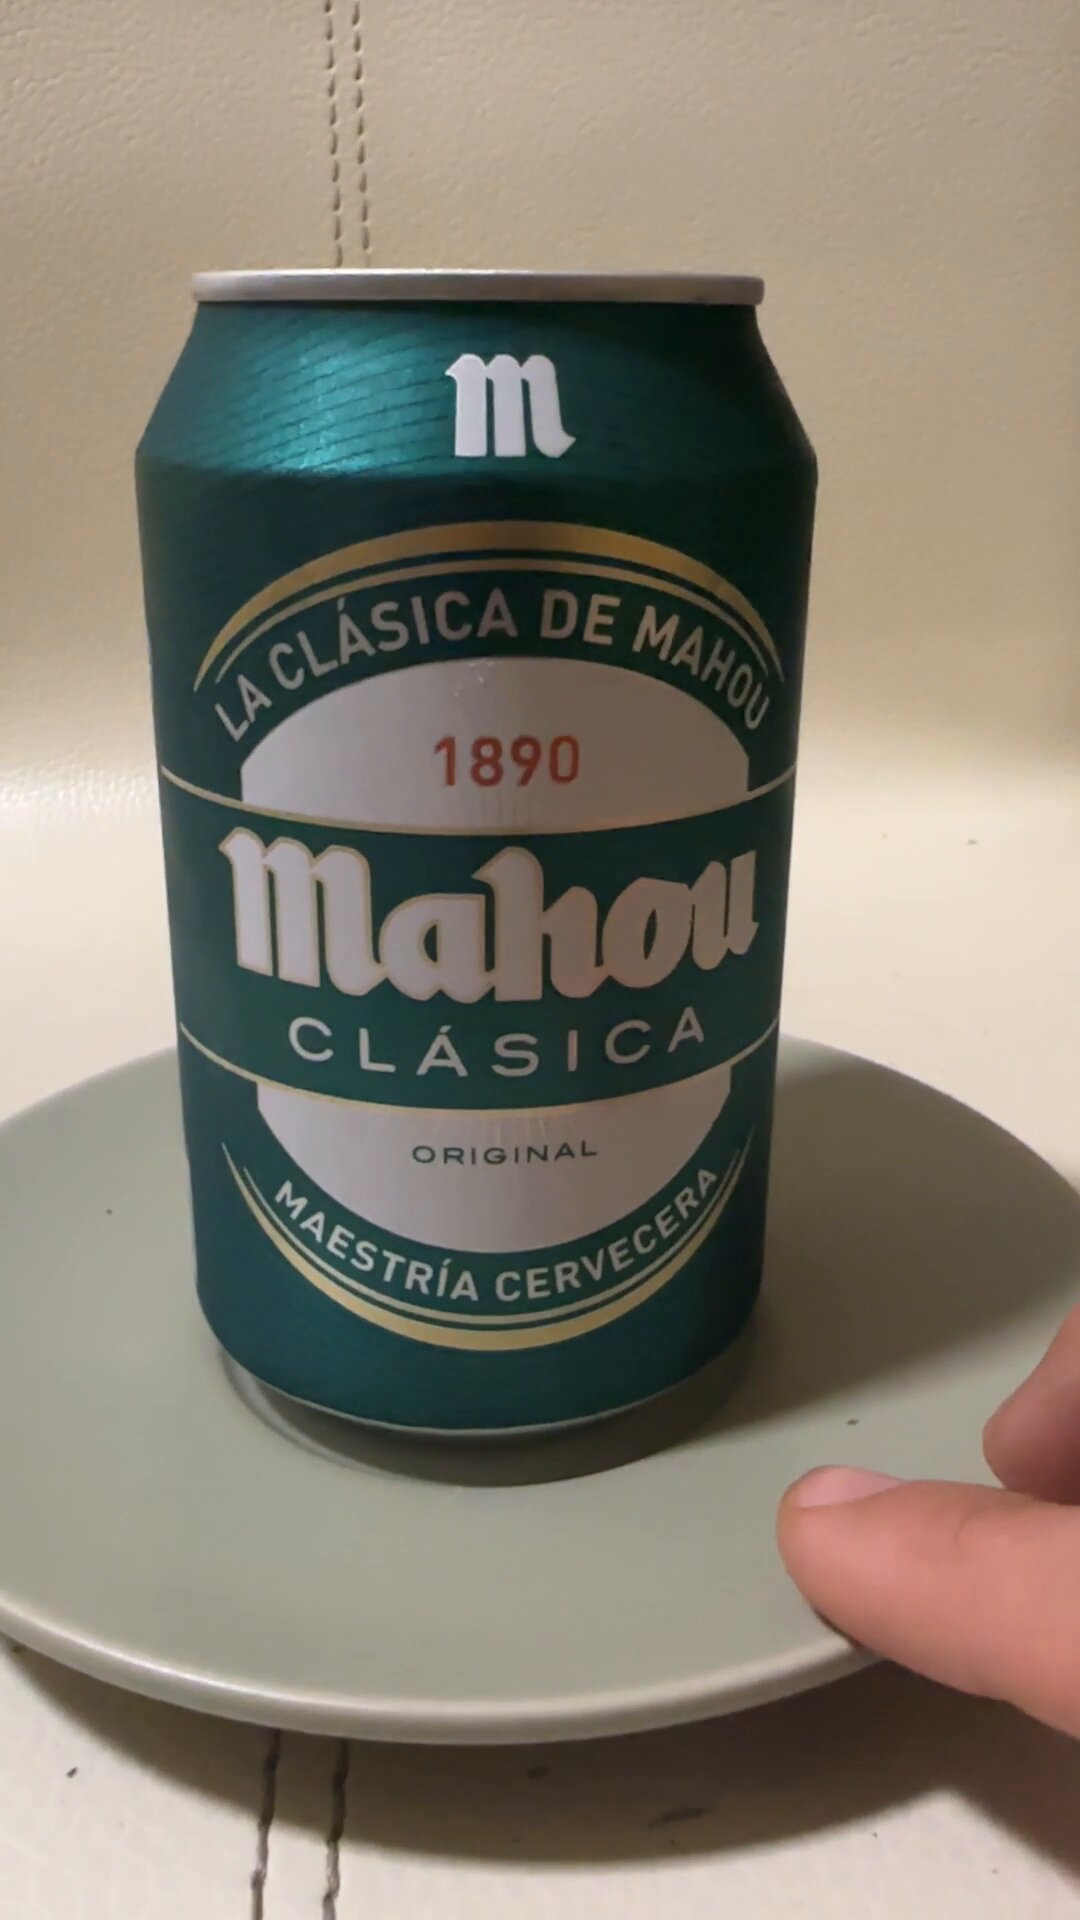 m
LA CLÁSICA DE MAHOU
1890
Mahou
CLÁSICA
ORIGINAL
MAESTRÍA CERVECERA